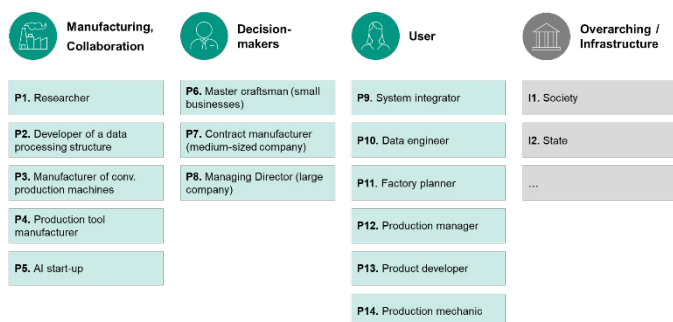 Manufacturing,
Collaboration
P1. Researcher
P2. Developer of a data
processing structure
P3. Manufacturer of conv.
production machines
P4. Production tool
manufacturer
P5. AI start-up
Decision-
makers
P6. Master craftsman (small
businesses)
P7. Contract manufacturer
(medium-sized company)
P8. Managing Director (large
company)
User
P9. System integrator
P10. Data engineer
P11. Factory planner
P12. Production manager
P13. Product developer
P14. Production mechanic
Overarching /
Infrastructure
I1. Society
I2. State
...